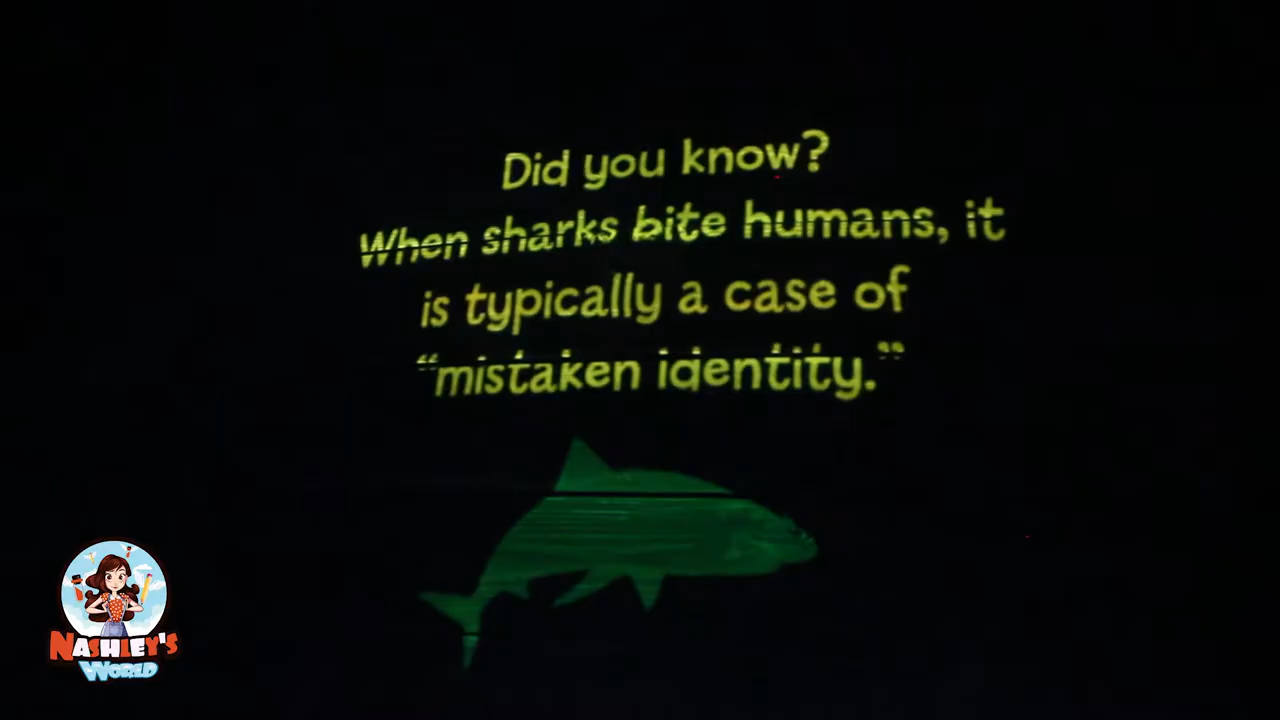 Did you know?
When sharks bite humans, it
is typically a case of
“mistaken identity.”
NASHLEY'S
WORLD